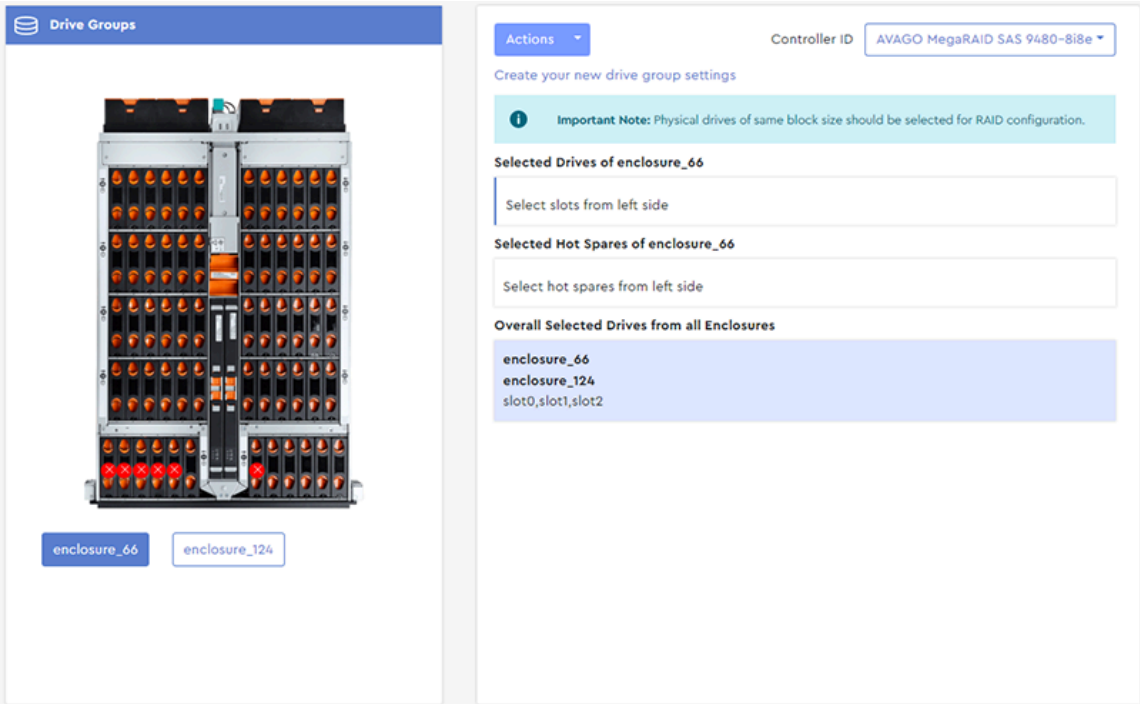 Drive Groups
enclosure_66
enclosure_124
Actions
Controller ID
AVAGO MegaRAID SAS 9480-8i8e
Create your new drive group settings
Important Note: Physical drives of same block size should be selected for RAID configuration.
Selected Drives of enclosure_66
Select slots from left side
Selected Hot Spares of enclosure_66
Select hot spares from left side
Overall Selected Drives from all Enclosures
enclosure_66
enclosure_124
slot0,slot1,slot2